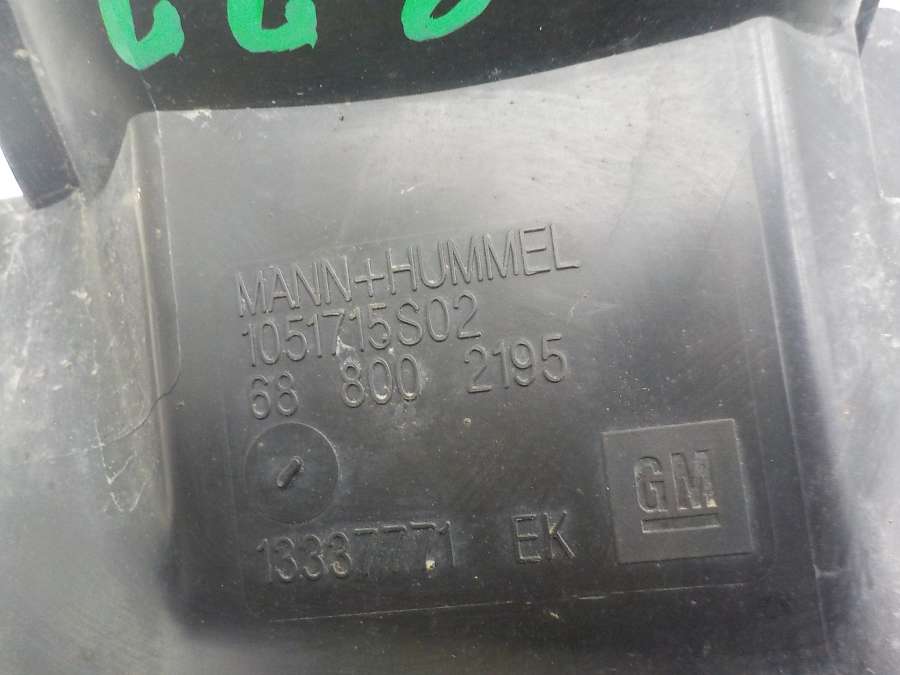 MANN+HUMMEL
1051715S02
68 800 2195
GM
13337771 EK